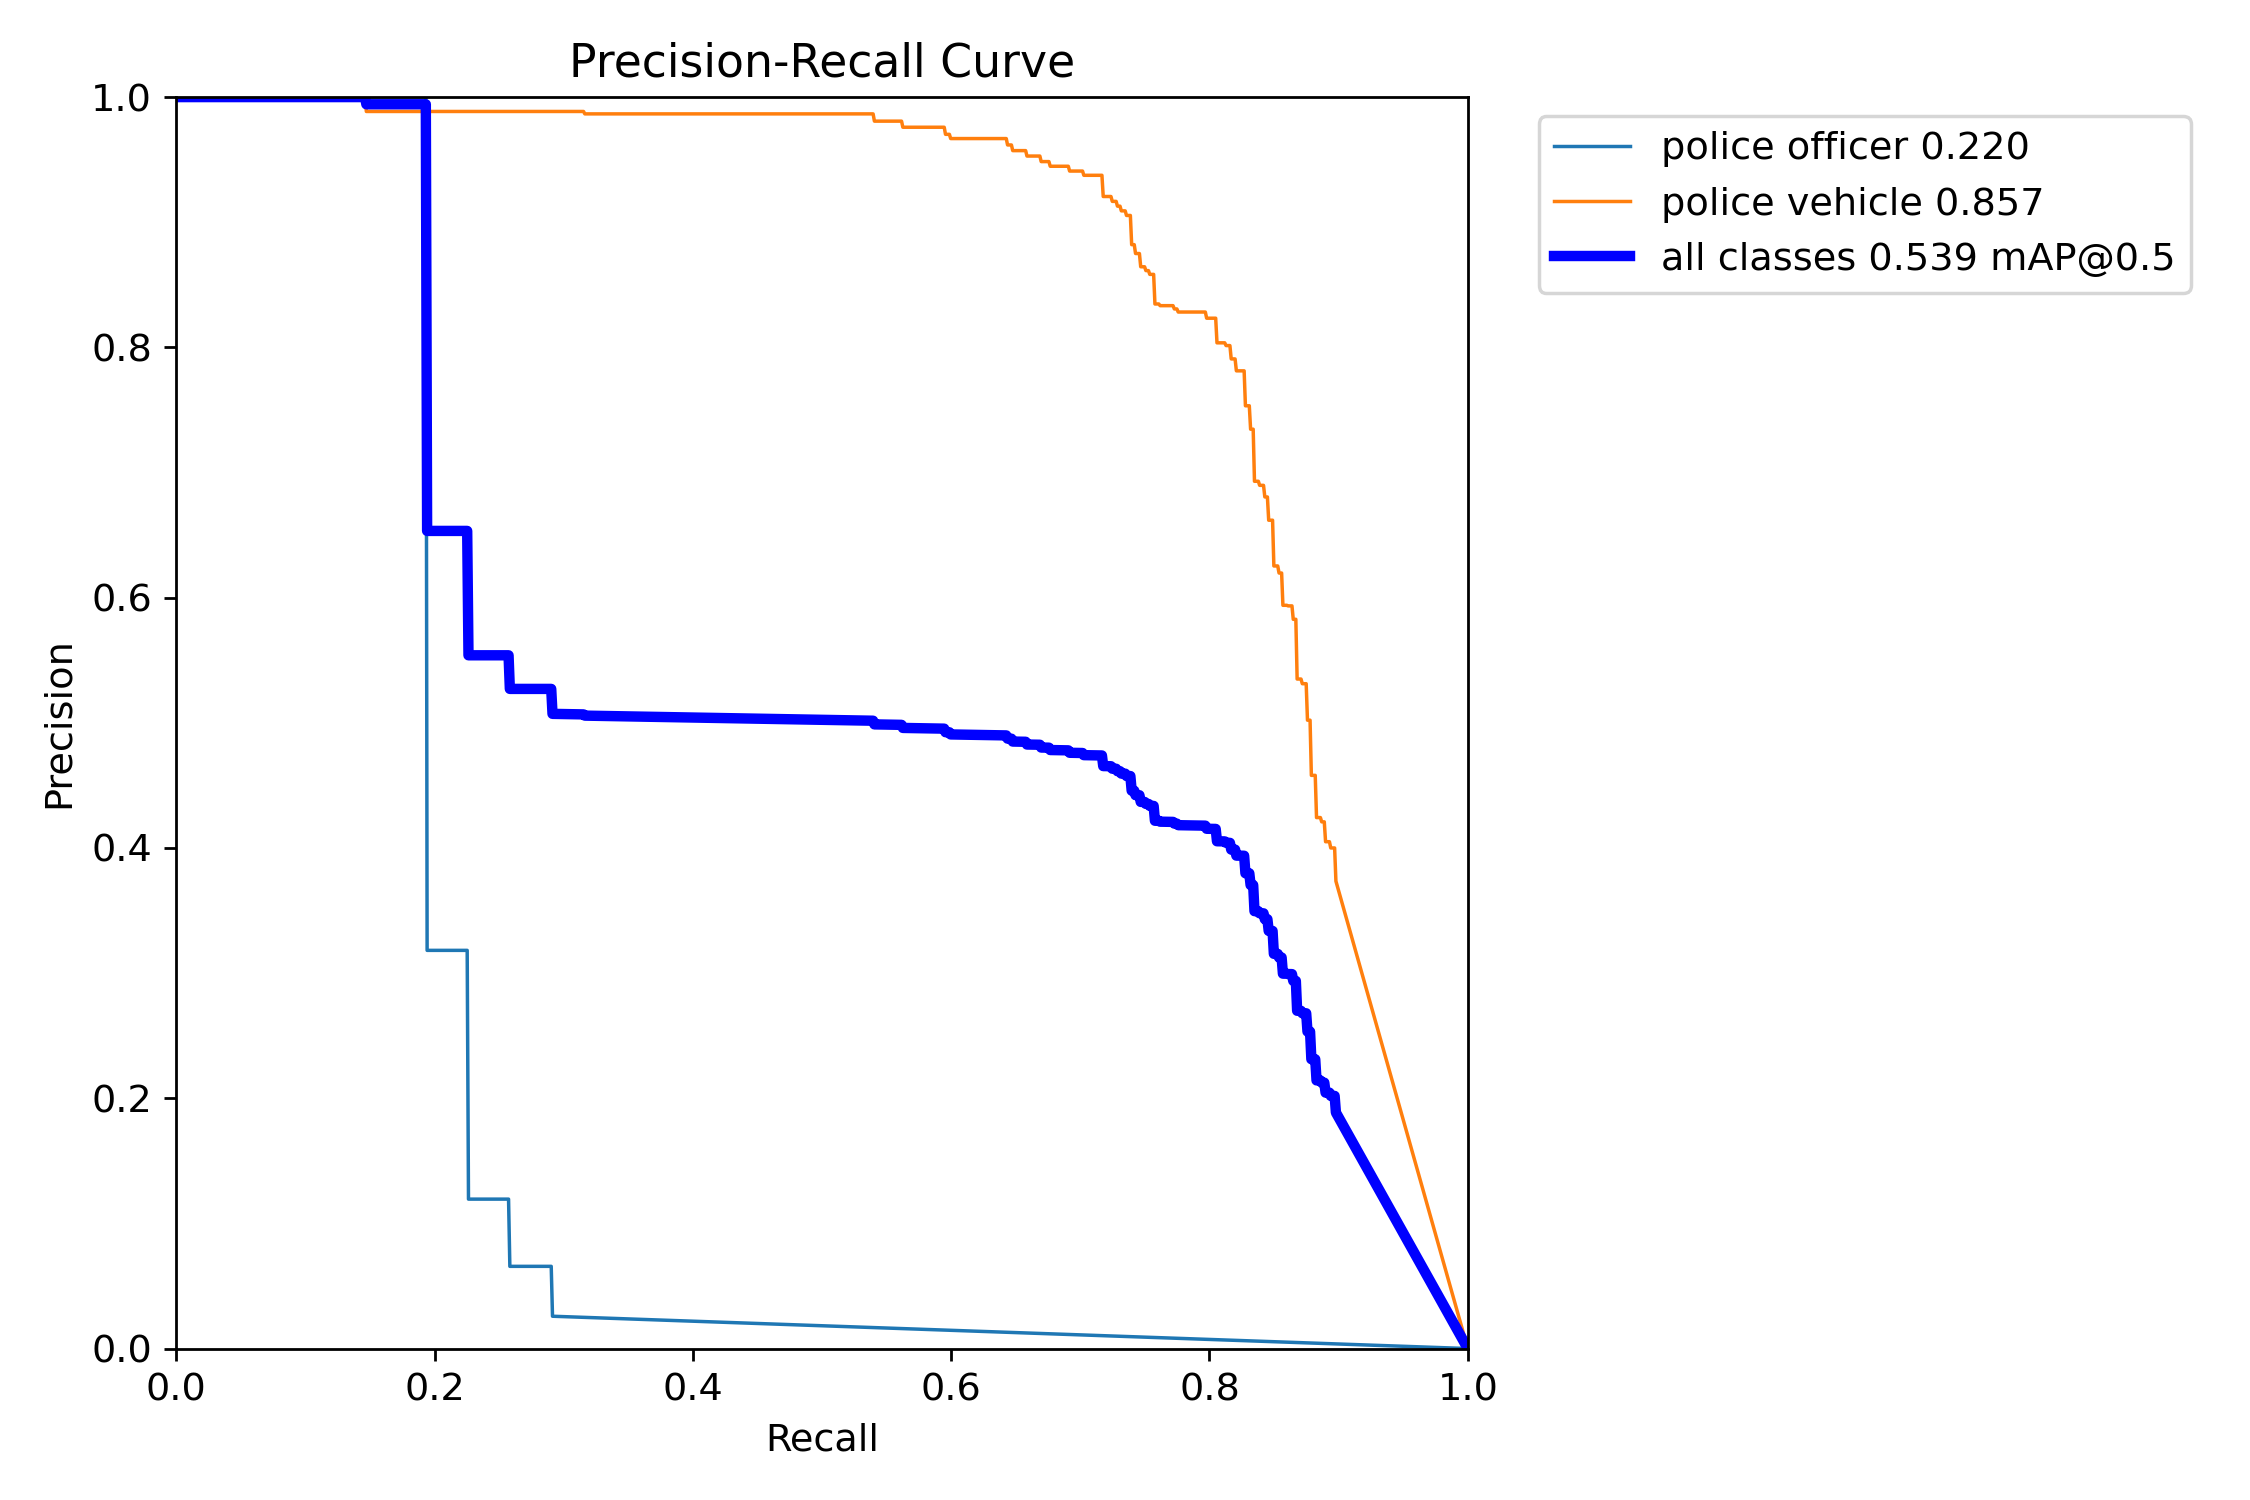 Precision-Recall Curve
police officer 0.220
police vehicle 0.857
all classes 0.539 mAP@0.5
1.0
0.8
0.6
0.4
0.2
0.0
Precision
0.0 0.2 0.4 0.6 0.8 1.0
Recall